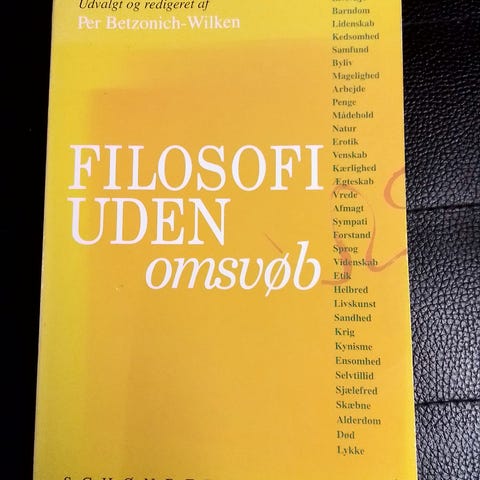 Udvalgt og redigeret af
Per Betzonich-Wilken
FILOSOFI
UDEN
omsvøb
Barndom
Lidenskab
Kedsomhed
Samfund
Byliv
Magelighed
Arbejde
Penge
Mådehold
Natur
Erotik
Venskab
Kærlighed
Ægteskab
Vrede
Afmagt
Sympati
Forstand
Sprog
Videnskab
Etik
Helbred
Livskunst
Sandhed
Krig
Kynisme
Ensomhed
Selvtillid
Sjælefred
Skæbne
Alderdom
Død
Lykke